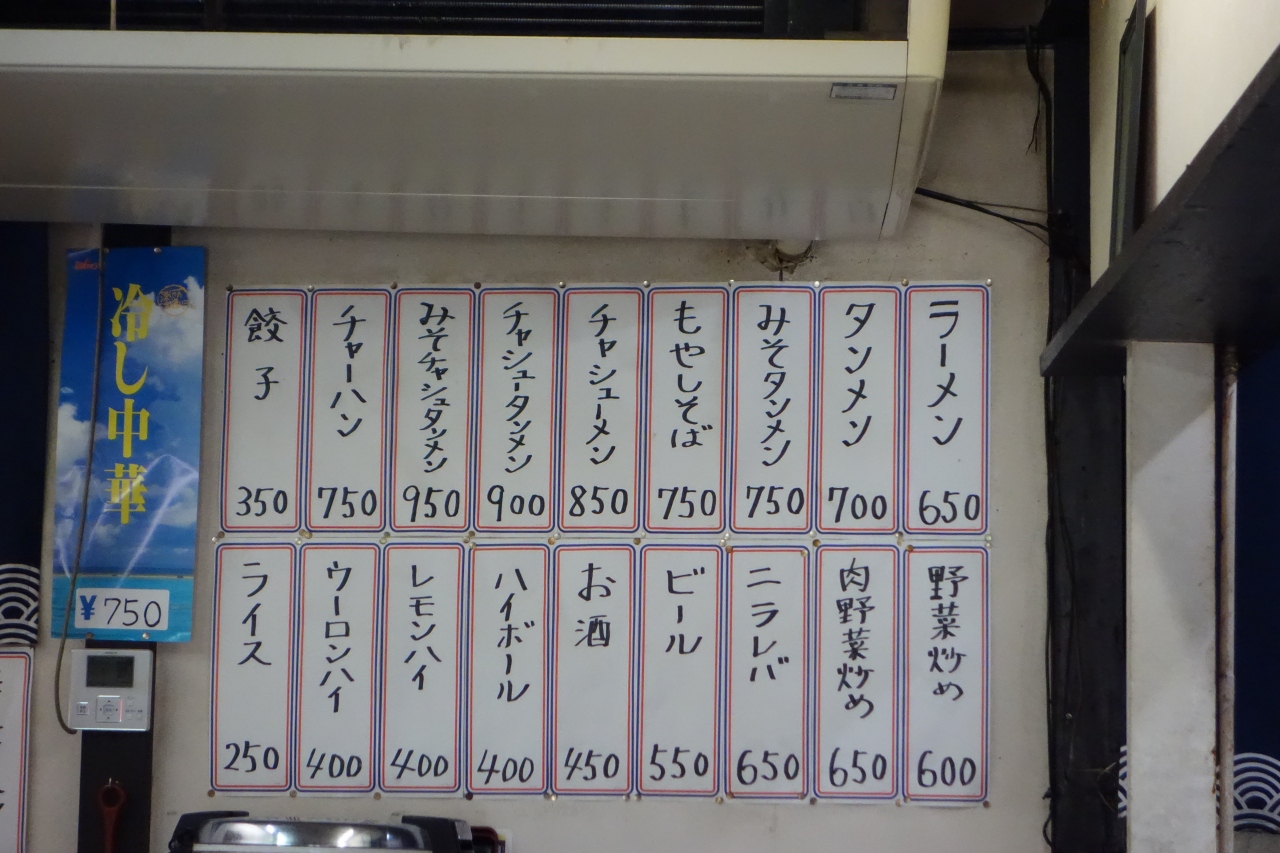 ラーメン
650
タンメン
700
みそタンメン
750
もやしそば
750
チャシューメン
850
チャシュータンメン
900
みそチャシュタンメン
950
チャーハン
750
餃子
350
野菜炒め
600
肉野菜炒め
650
ニラレバ
650
ビール
550
お酒
450
ハイボール
400
レモンハイ
400
ウーロンハイ
400
ライス
250
冷し中華
¥750